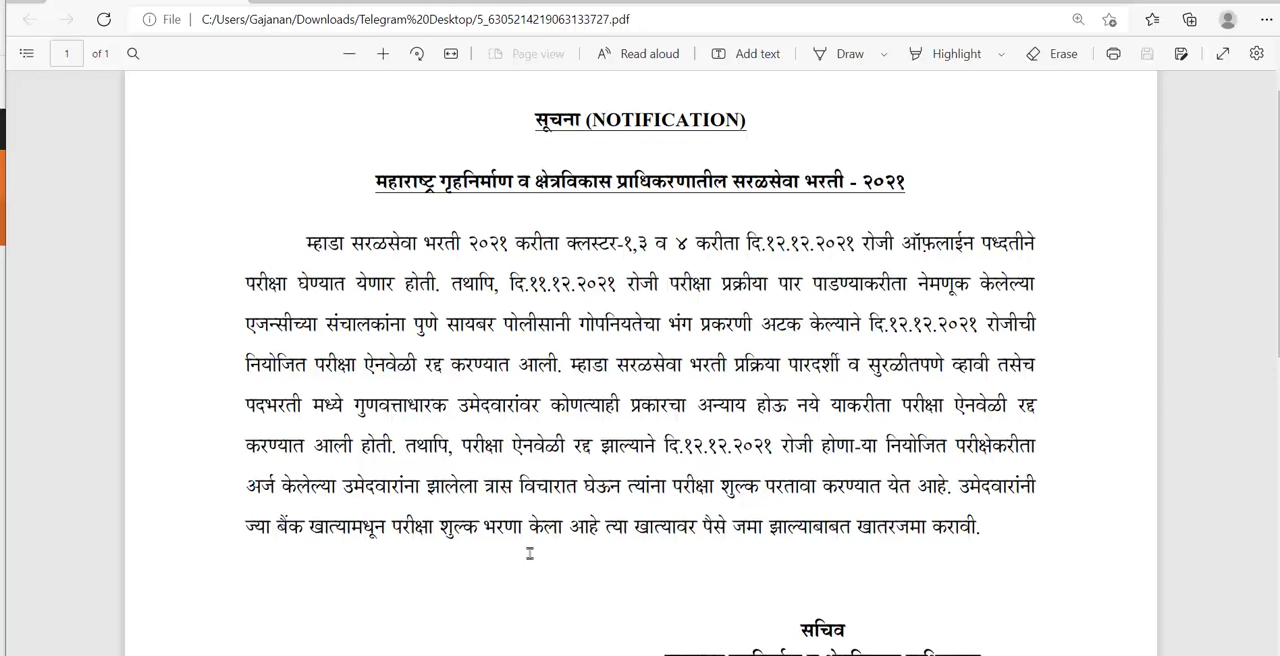 File
C:/Users/Gajanan/Downloads/Telegram%20Desktop/5_6305214219063133727.pdf
1 of 1
Page view
Read aloud
Add text
Draw
Highlight
Erase
सूचना (NOTIFICATION)
महाराष्ट्र गृहनिर्माण व क्षेत्रविकास प्राधिकरणातील सरळसेवा भरती - २०२१
म्हाडा सरळसेवा भरती २०२१ करीता क्लस्टर-१,३ व ४ करीता दि.१२.१२.२०२१ रोजी ऑफ़लाईन पध्दतीने
परीक्षा घेण्यात येणार होती. तथापि, दि.११.१२.२०२१ रोजी परीक्षा प्रक्रीया पार पाडण्याकरीता नेमणूक केलेल्या
एजन्सीच्या संचालकांना पुणे सायबर पोलीसानी गोपनियतेचा भंग प्रकरणी अटक केल्याने दि.१२.१२.२०२१ रोजीची
नियोजित परीक्षा ऐनवेळी रद्द करण्यात आली. म्हाडा सरळसेवा भरती प्रक्रिया पारदर्शी व सुरळीतपणे व्हावी तसेच
पदभरती मध्ये गुणवत्ताधारक उमेदवारांवर कोणत्याही प्रकारचा अन्याय होऊ नये याकरीता परीक्षा ऐनवेळी रद्द
करण्यात आली होती. तथापि, परीक्षा ऐनवेळी रद्द झाल्याने दि.१२.१२.२०२१ रोजी होणा-या नियोजित परीक्षेकरीता
अर्ज केलेल्या उमेदवारांना झालेला त्रास विचारात घेऊन त्यांना परीक्षा शुल्क परतावा करण्यात येत आहे. उमेदवारांनी
ज्या बैंक खात्यामधून परीक्षा शुल्क भरणा केला आहे त्या खात्यावर पैसे जमा झाल्याबाबत खातरजमा करावी.
सचिव